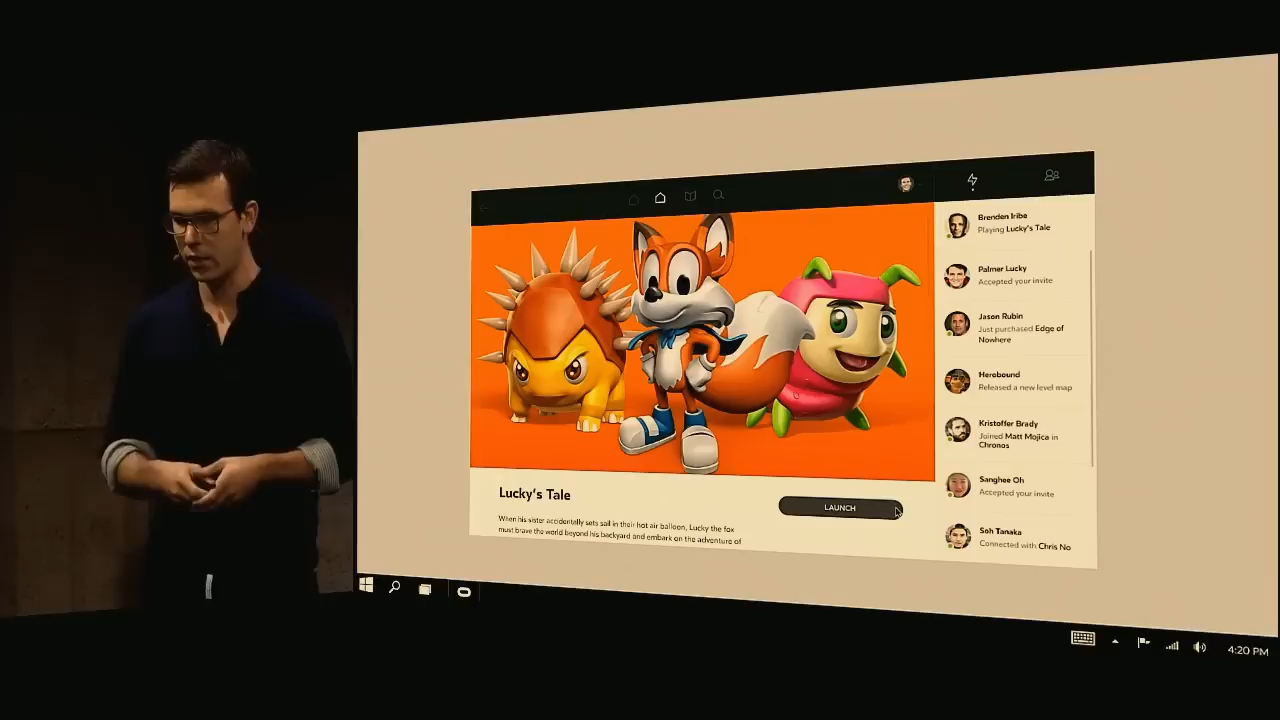 Brenden Iribe
Playing Lucky's Tale
Palmer Lucky
Accepted your invite
Jason Rubin
Just purchased Edge of
Nowhere
Herobound
Released a new level map
Kristoffer Brady
Joined Matt Mojica in
Chronos
Sanghee Oh
Accepted your invite
Soh Tanaka
Connected with Chris No
Lucky's Tale
LAUNCH
When his sister accidentally sets sail in their hot air balloon, Lucky the fox
must brave the world beyond his backyard and embark on the adventure of
4:20 PM